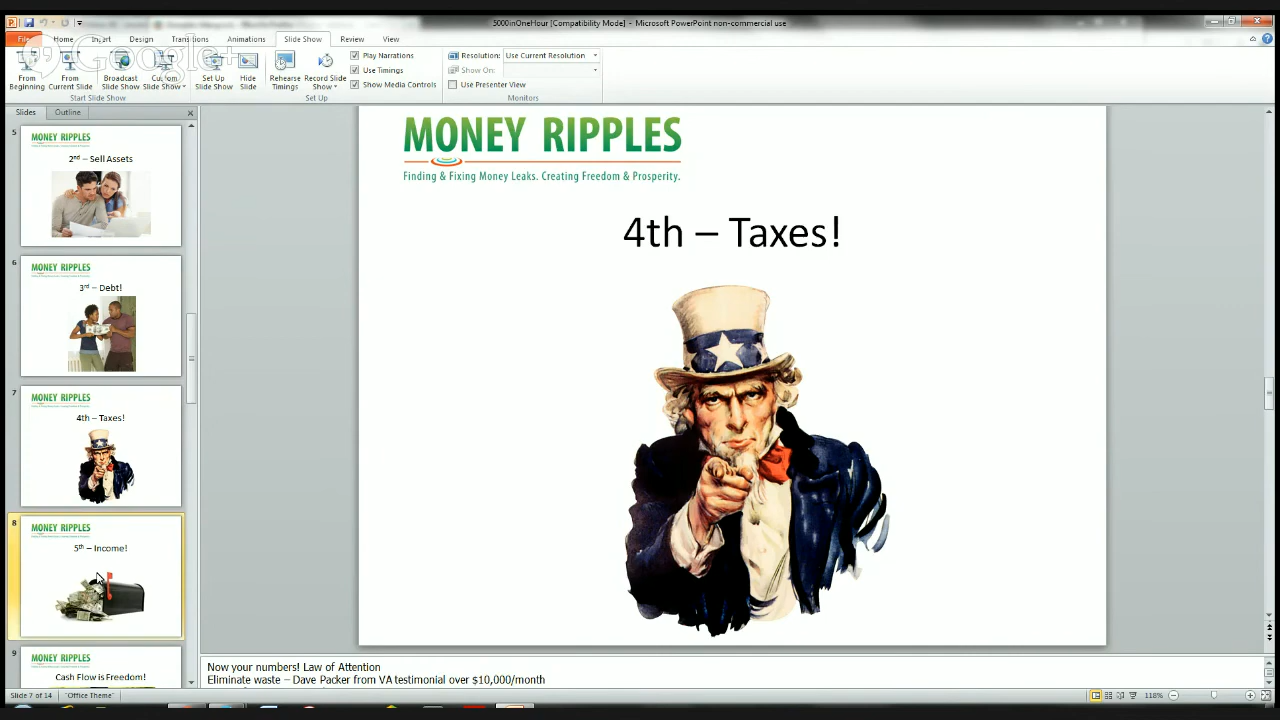 5000inOneHour [Compatibility Mode] - Microsoft PowerPoint non-commercial use
File Home Insert Design Transitions Animations Slide Show Review View
Google+
From Beginning
From Current Slide
Broadcast Slide Show
Custom Slide Show
Set Up Slide Show
Hide Slide
Rehearse Timings
Record Slide Show
Play Narrations
Use Timings
Show Media Controls
Resolution: Use Current Resolution
Show On:
Use Presenter View
Start Slide Show
Set Up
Monitors
Slides Outline
5
MONEY RIPPLES
2nd – Sell Assets
6
MONEY RIPPLES
3rd – Debt!
7
MONEY RIPPLES
4th – Taxes!
8
MONEY RIPPLES
5th – Income!
9
MONEY RIPPLES
Cash Flow is Freedom!
MONEY RIPPLES
Finding & Fixing Money Leaks. Creating Freedom & Prosperity.
4th – Taxes!
Now your numbers! Law of Attention
Eliminate waste – Dave Packer from VA testimonial over $10,000/month
Slide 7 of 14 "Office Theme" 118%